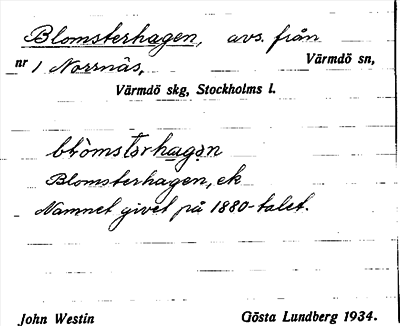 Blomsterhagen, avs. från
nr 1 Norrnäs, Värmdö sn,
Värmdö skg, Stockholms l.
Blomsterhagen, ek
Namnet givet på 1880-talet.
John Westin Gösta Lundberg 1934.